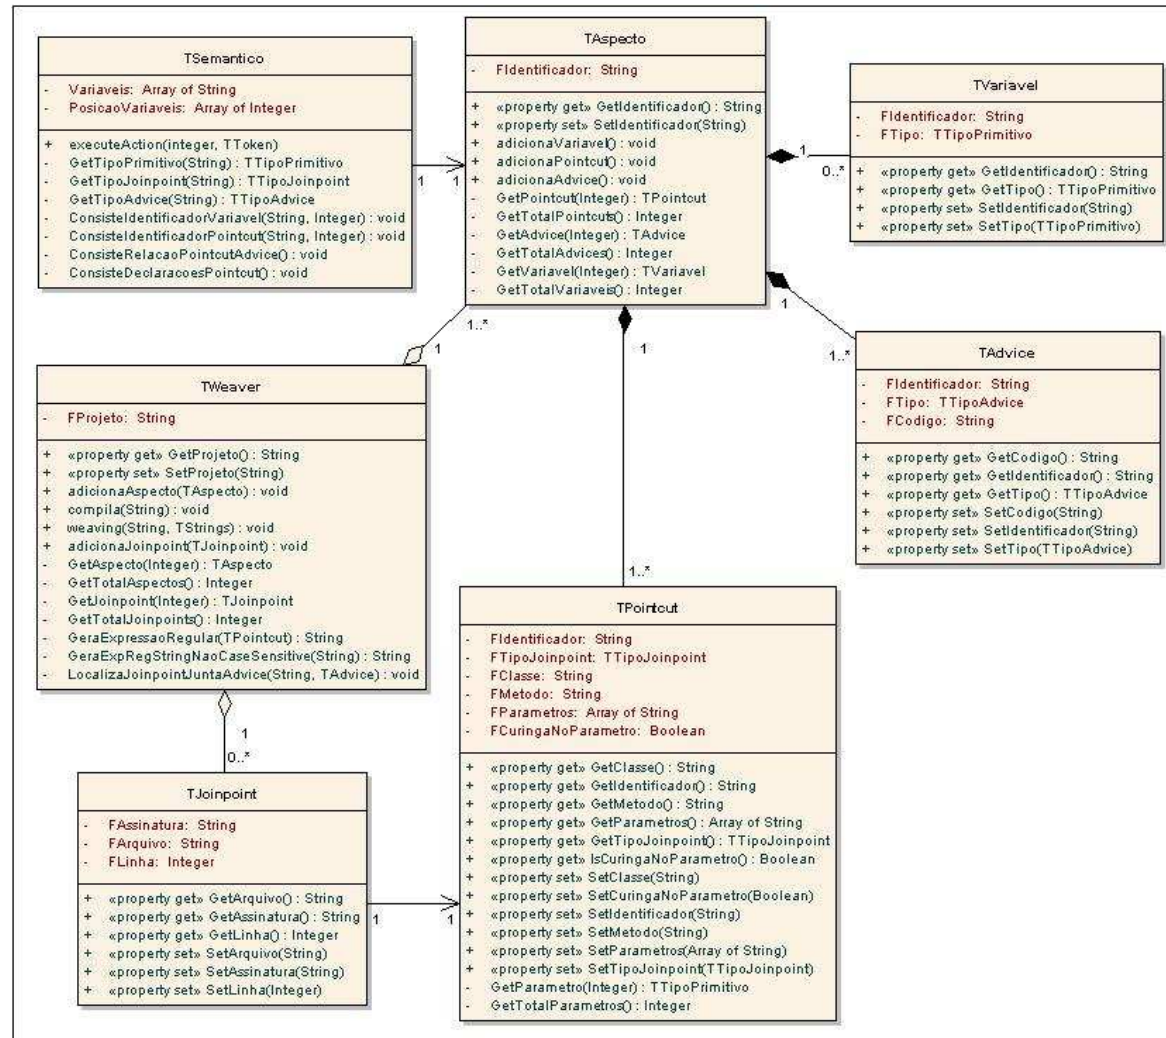 TSemantico
- Variaveis: Array of String
- PosicaoVariaveis: Array of Integer
+ executeAction(integer, TToken)
- GetTipoPrimitivo(String) : TTipoPrimitivo
- GetTipoJoinpoint(String) : TTipoJoinpoint
- GetTipoAdvice(String) : TTipoAdvice
- ConsisteIdentificadorVariavel(String, Integer) : void
- ConsisteIdentificadorPointcut(String, Integer) : void
- ConsisteRelacaoPointcutAdvice() : void
- ConsisteDeclaracoesPointcut() : void
1
1
TAspecto
- FIdentificador: String
+ «property get» GetIdentificador() : String
+ «property set» SetIdentificador(String)
+ adicionaVariavel() : void
+ adicionaPointcut() : void
+ adicionaAdvice() : void
- GetPointcut(Integer) : TPointcut
- GetTotalPointcuts() : Integer
- GetAdvice(Integer) : TAdvice
- GetTotalAdvices() : Integer
- GetVariavel(Integer) : TVariavel
- GetTotalVariaveis() : Integer
1
0..*
TVariavel
- FIdentificador: String
- FTipo: TTipoPrimitivo
+ «property get» GetIdentificador() : String
+ «property get» GetTipo() : TTipoPrimitivo
+ «property set» SetIdentificador(String)
+ «property set» SetTipo(TTipoPrimitivo)
1
1..*
TAdvice
- FIdentificador: String
- FTipo: TTipoAdvice
- FCodigo: String
+ «property get» GetCodigo() : String
+ «property get» GetIdentificador() : String
+ «property get» GetTipo() : TTipoAdvice
+ «property set» SetCodigo(String)
+ «property set» SetIdentificador(String)
+ «property set» SetTipo(TTipoAdvice)
1..*
1
TWeaver
- FProjeto: String
+ «property get» GetProjeto() : String
+ «property set» SetProjeto(String)
+ adicionaAspecto(TAspecto) : void
+ compila(String) : void
+ weaving(String, TStrings) : void
+ adicionaJoinpoint(TJoinpoint) : void
- GetAspecto(Integer) : TAspecto
- GetTotalAspectos() : Integer
- GetJoinpoint(Integer) : TJoinpoint
- GetTotalJoinpoints() : Integer
- GeraExpressaoRegular(TPointcut) : String
- GeraExpRegStringNaoCaseSensitive(String) : String
- LocalizaJoinpointJuntaAdvice(String, TAdvice) : void
1
0..*
TJoinpoint
- FAssinatura: String
- FArquivo: String
- FLinha: Integer
+ «property get» GetArquivo() : String
+ «property get» GetAssinatura() : String
+ «property get» GetLinha() : Integer
+ «property set» SetArquivo(String)
+ «property set» SetAssinatura(String)
+ «property set» SetLinha(Integer)
1
1
1
1..*
TPointcut
- FIdentificador: String
- FTipoJoinpoint: TTipoJoinpoint
- FClasse: String
- FMetodo: String
- FParametros: Array of String
- FCuringaNoParametro: Boolean
+ «property get» GetClasse() : String
+ «property get» GetIdentificador() : String
+ «property get» GetMetodo() : String
+ «property get» GetParametros() : Array of String
+ «property get» GetTipoJoinpoint() : TTipoJoinpoint
+ «property get» IsCuringaNoParametro() : Boolean
+ «property set» SetClasse(String)
+ «property set» SetCuringaNoParametro(Boolean)
+ «property set» SetIdentificador(String)
+ «property set» SetMetodo(String)
+ «property set» SetParametros(Array of String)
+ «property set» SetTipoJoinpoint(TTipoJoinpoint)
- GetParametro(Integer) : TTipoPrimitivo
- GetTotalParametros() : Integer